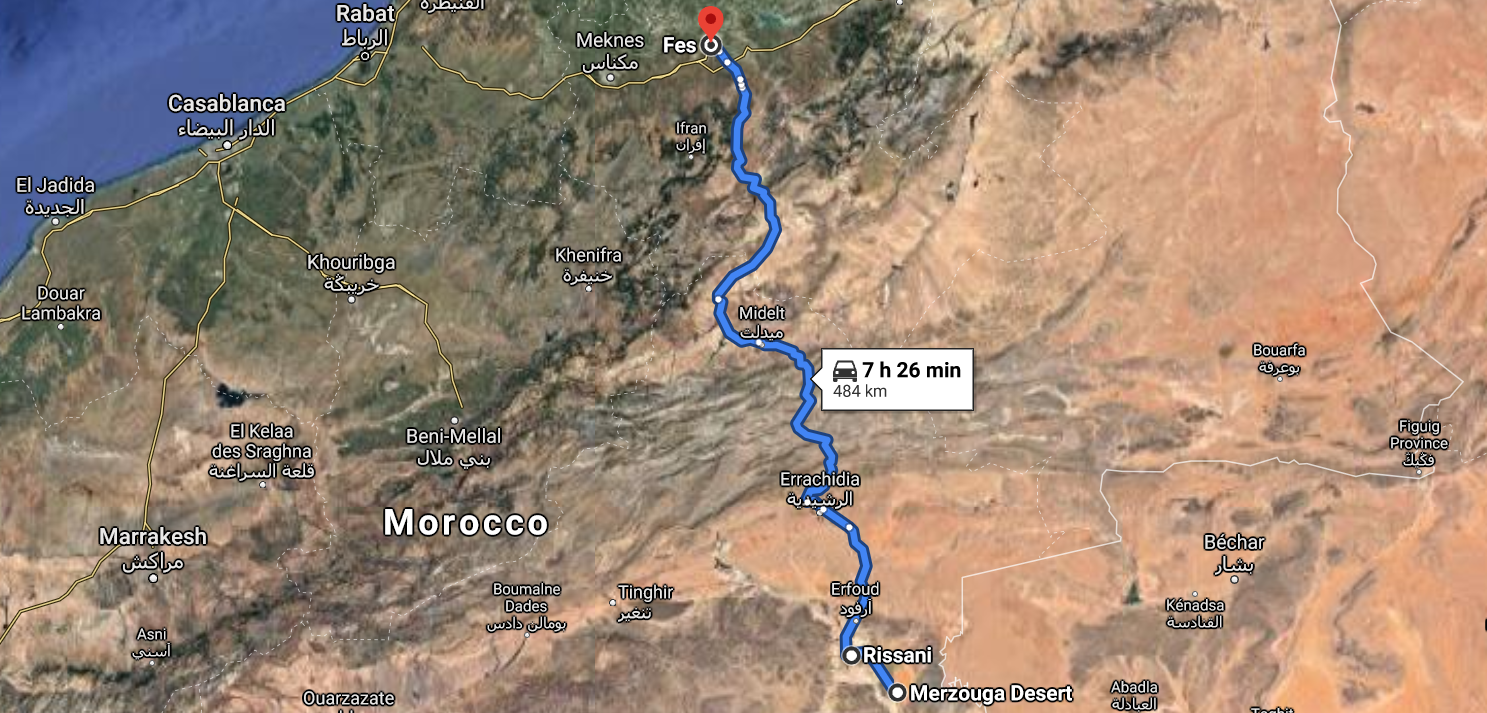 القنيطرة
Rabat
الرباط
Meknes
مكناس
Fes
Casablanca
الدار البيضاء
Ifran
إفران
El Jadida
الجديدة
Khouribga
خريبكة
Khenifra
خنيفرة
Douar
Lambakra
Midelt
ميدلت
7 h 26 min
484 km
Bouarfa
بوعرفة
El Kelaa
des Sraghna
قلعة السراغنة
Beni-Mellal
بني ملال
Figuig
Province
فݣيݣ
Errachidia
الرشيدية
Morocco
Marrakesh
مراكش
Béchar
بشار
Boumalne
Dades
بومالن دادس
Tinghir
تنغير
Erfoud
أرفود
Kénadsa
القنادسة
Asni
أسني
Rissani
Merzouga Desert
Ouarzazate
Abadla
العبادلة